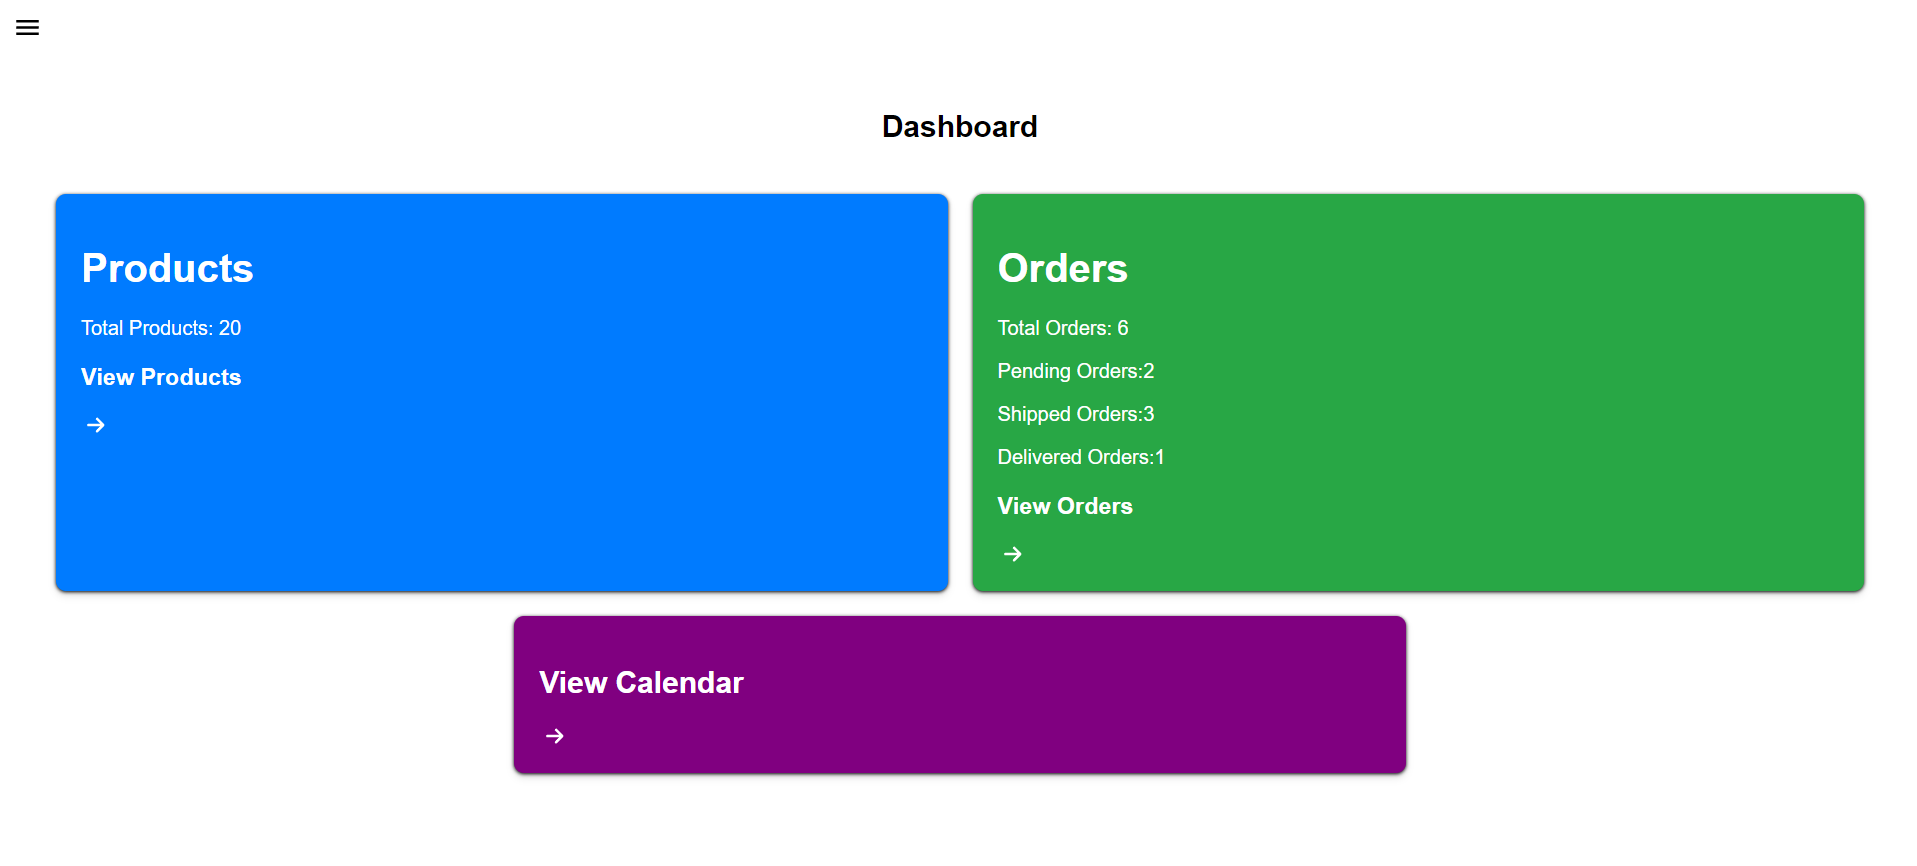 Dashboard
Products
Total Products: 20
View Products
Orders
Total Orders: 6
Pending Orders:2
Shipped Orders:3
Delivered Orders:1
View Orders
View Calendar